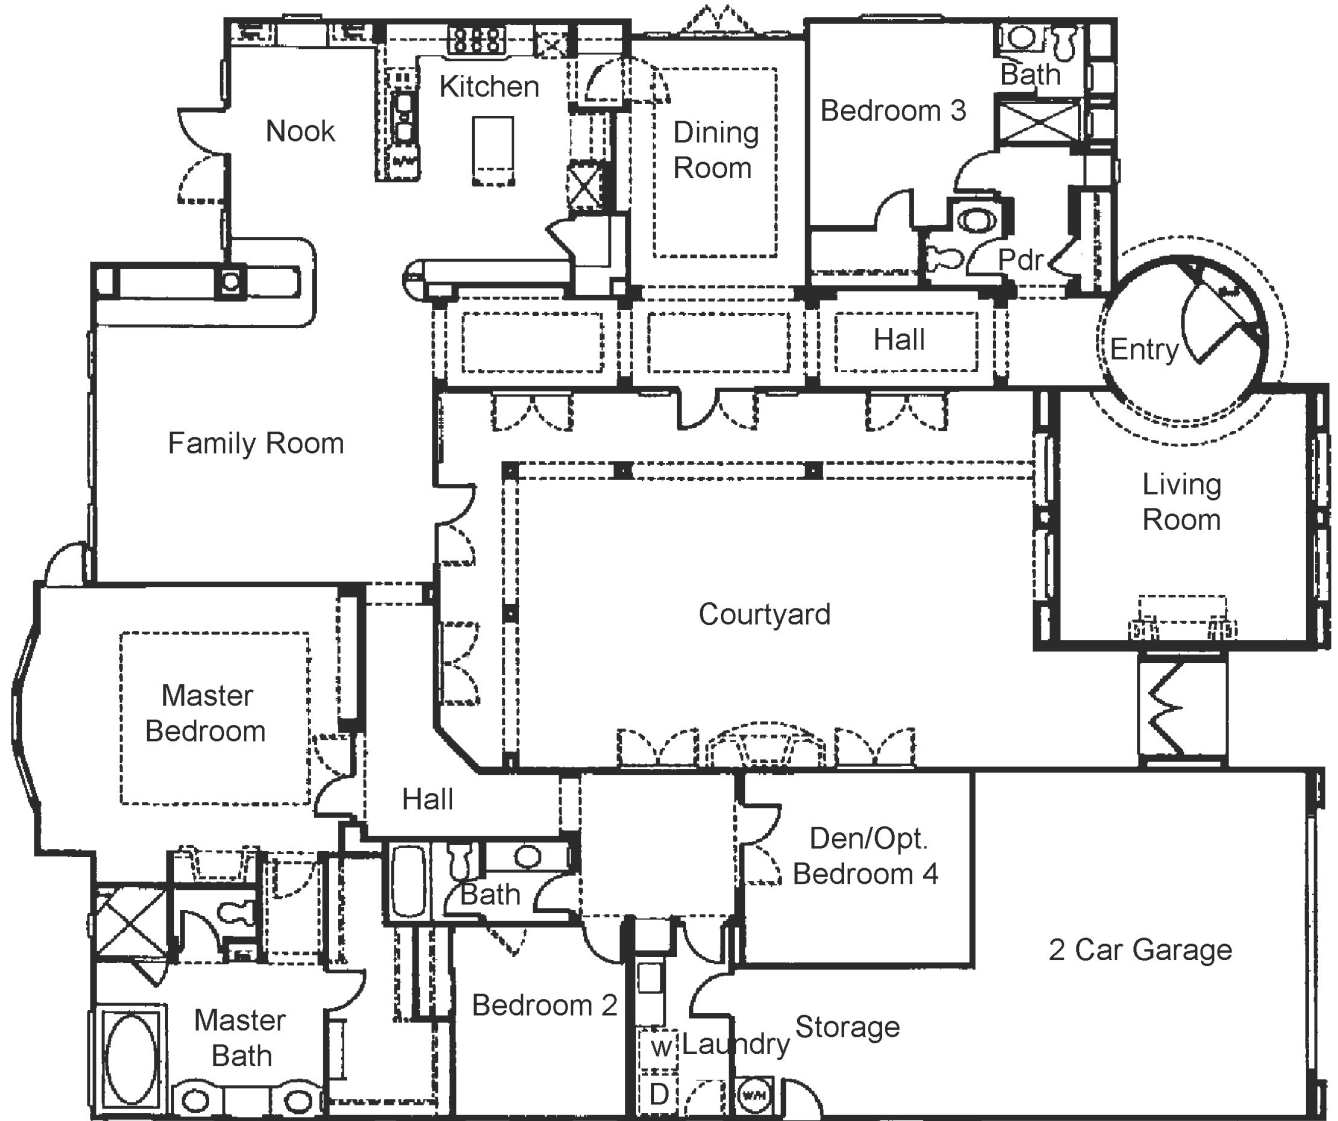 Kitchen
Bath
Nook
Bedroom 3
Dining
Room
D/W
Pdr
Hall
Entry
Family Room
Living
Room
Courtyard
Master
Bedroom
Hall
Den/Opt.
Bedroom 4
Bath
2 Car Garage
Bedroom 2
Master
Bath
Storage
W Laundry
D
W/H